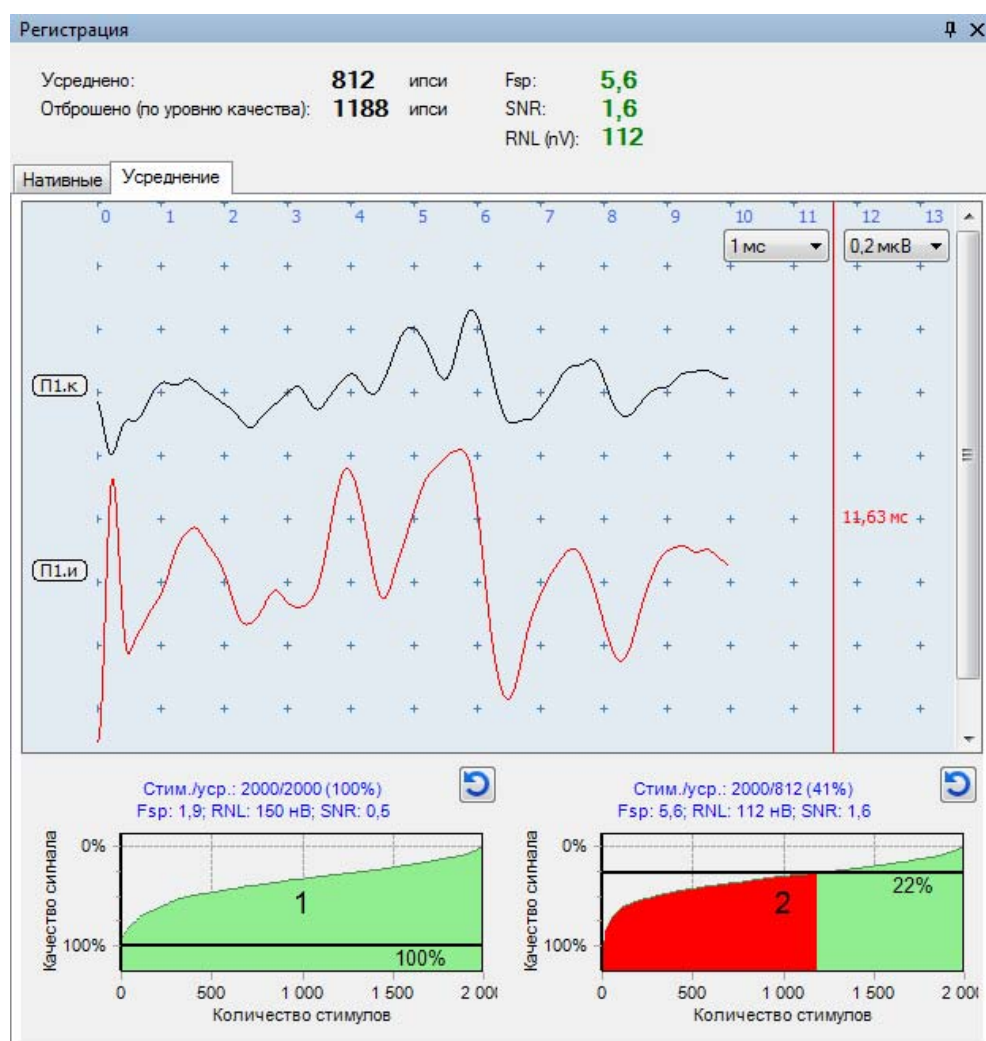 Регистрация
Усреднено: 812 ипси Fsp: 5,6
Отброшено (по уровню качества): 1188 ипси SNR: 1,6
RNL (nV): 112
Нативные Усреднение
0 1 2 3 4 5 6 7 8 9 10 11 12 13
1 мс 0,2 мкВ
П1.к
11,63 мс
П1.и
Стим./уср.: 2000/2000 (100%)
Fsp: 1,9; RNL: 150 нВ; SNR: 0,5
Качество сигнала
0%
100%
1
100%
0 500 1 000 1 500 2 00
Количество стимулов
Стим./уср.: 2000/812 (41%)
Fsp: 5,6; RNL: 112 нВ; SNR: 1,6
Качество сигнала
0%
100%
22%
2
0 500 1 000 1 500 2 00
Количество стимулов